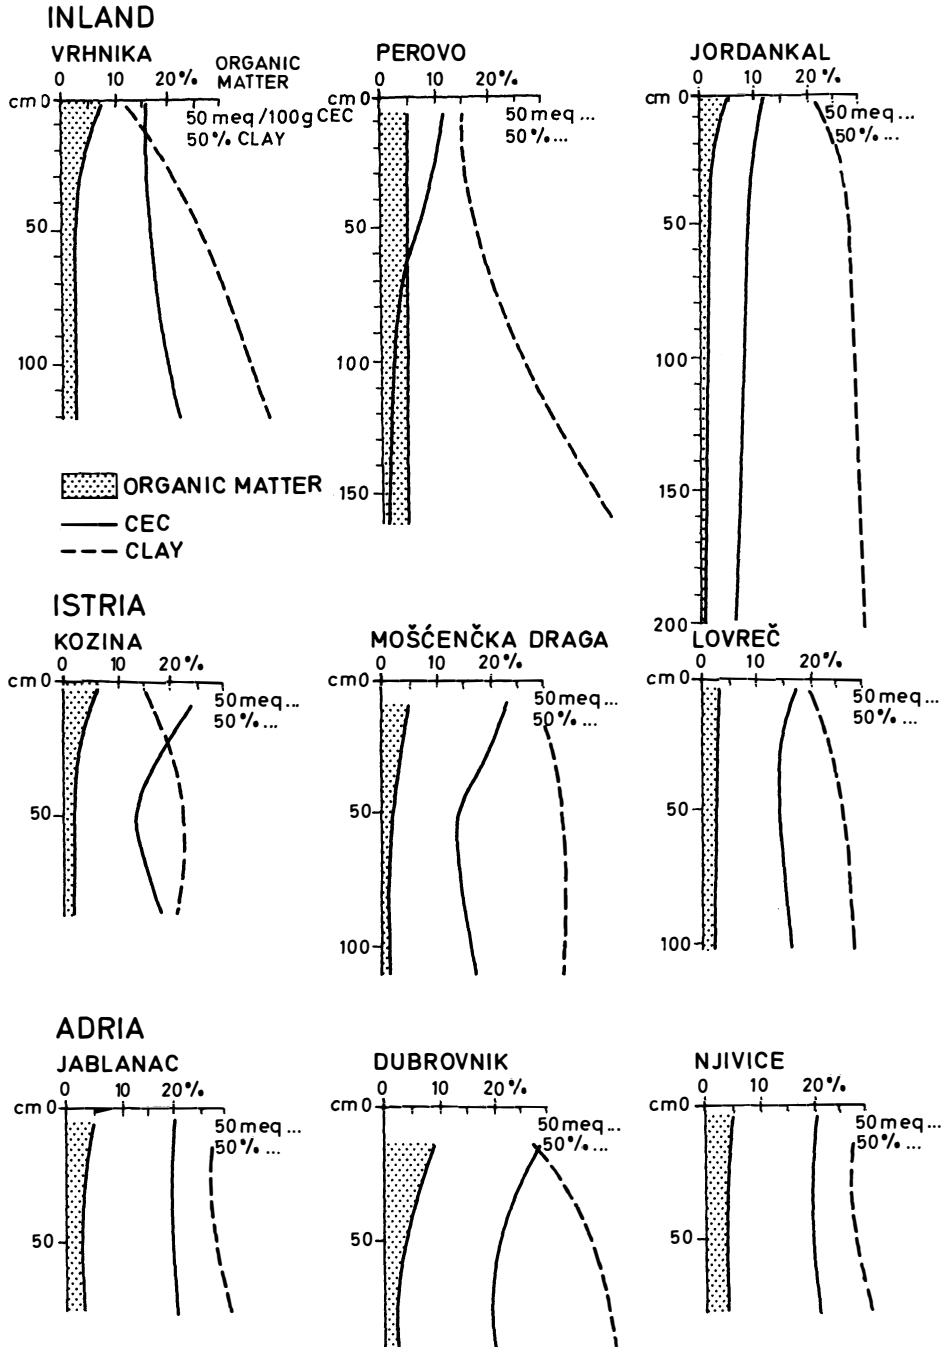 INLAND
VRHNIKA
0 10 20% ORGANIC MATTER
cm 0
50 meq/100g CEC
50% CLAY
50
100
PEROVO
0 10 20%
cm 0
50 meq...
50%...
50
100
150
JORDANKAL
0 10 20%
cm 0
50 meq...
50%...
50
100
150
200
ORGANIC MATTER
CEC
CLAY
ISTRIA
KOZINA
0 10 20%
cm 0
50 meq...
50%...
50
MOŠĆENČKA DRAGA
0 10 20%
cm 0
50 meq...
50%...
50
100
LOVREČ
0 10 20%
cm 0
50 meq...
50%...
50
100
ADRIA
JABLANAC
0 10 20%
cm 0
50 meq...
50%...
50
DUBROVNIK
0 10 20%
cm 0
50 meq...
50%...
50
NJIVICE
0 10 20%
cm 0
50 meq...
50%...
50